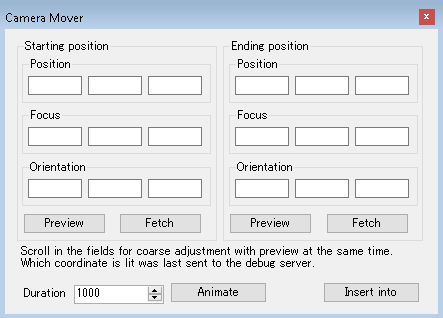 Camera Mover
Starting position
Position
Focus
Orientation
Preview
Fetch
Ending position
Position
Focus
Orientation
Preview
Fetch
Scroll in the fields for coarse adjustment with preview at the same time.
Which coordinate is lit was last sent to the debug server.
Duration
1000
Animate
Insert into